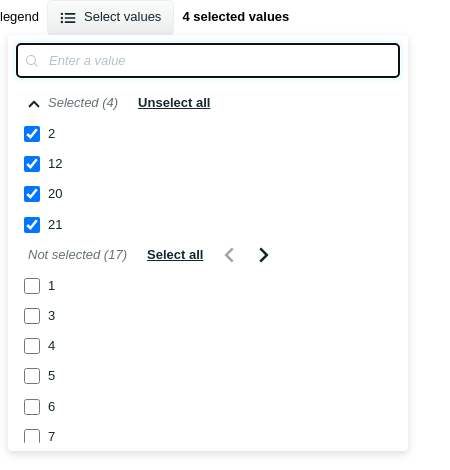 legend Select values 4 selected values
Enter a value
Selected (4) Unselect all
2
12
20
21
Not selected (17) Select all
1
3
4
5
6
7